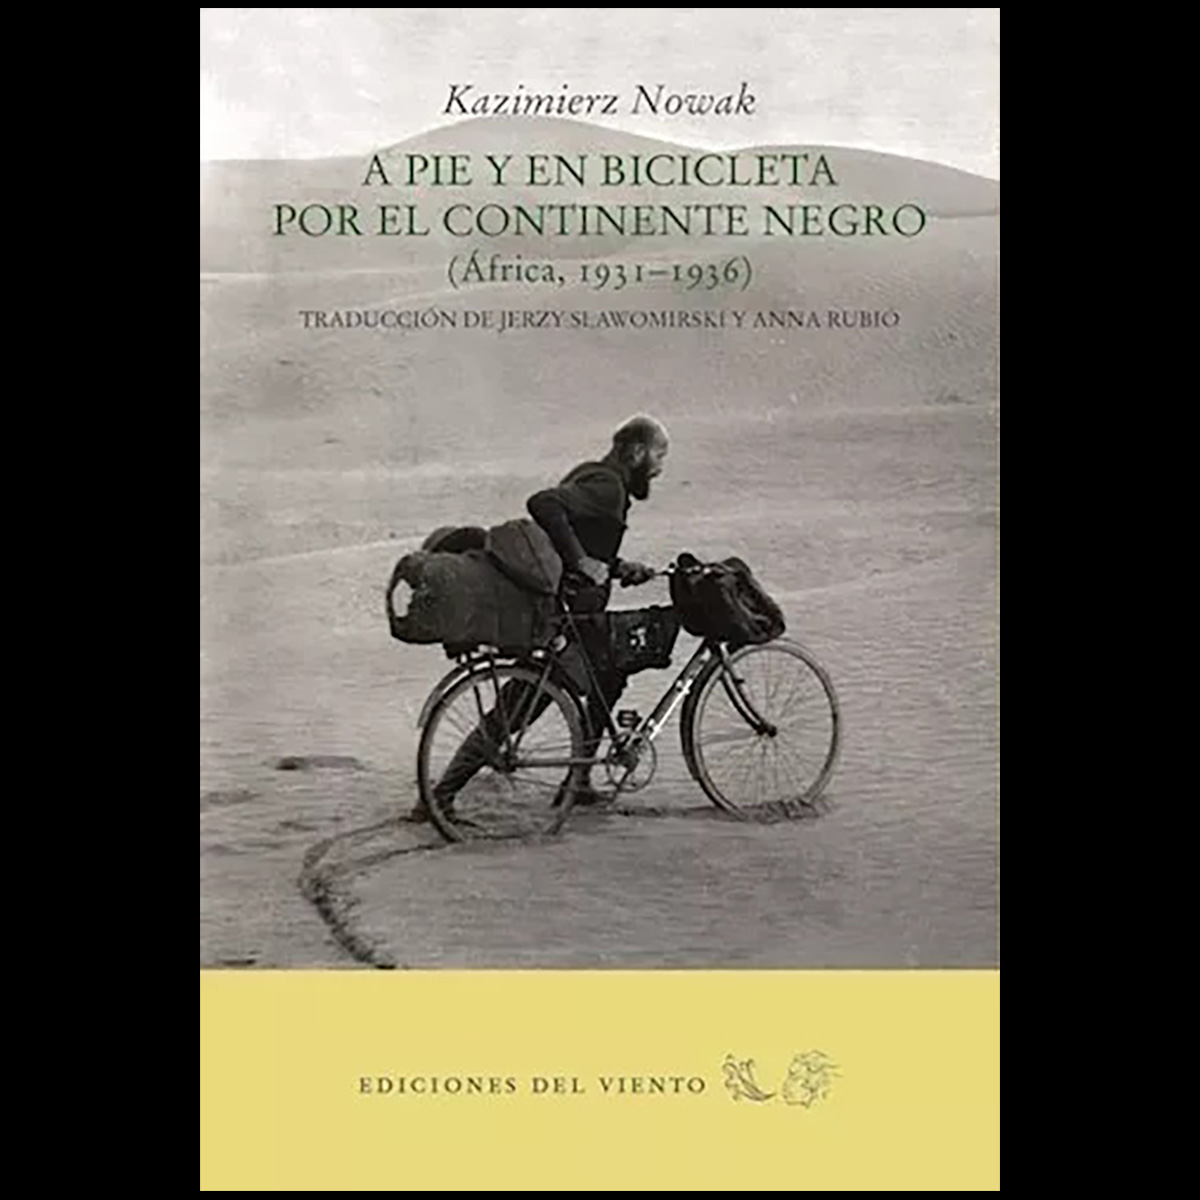 Kazimierz Nowak
A PIE Y EN BICICLETA
POR EL CONTINENTE NEGRO
(África, 1931–1936)
TRADUCCIÓN DE JERZY SŁAWOMIRSKI Y ANNA RUBIÓ
EDICIONES DEL VIENTO